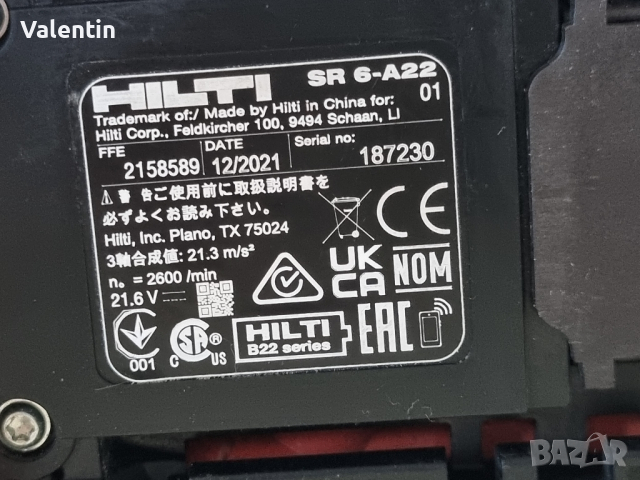 Valentin
HILTI SR 6-A22
Trademark of:/ Made by Hilti in China for: 01
Hilti Corp., Feldkircher 100, 9494 Schaan, LI
FFE DATE Serial no:
2158589 12/2021 187230
⚠ 警 告ご使用前に取扱説明書を
必ずよくお読み下さい。
Hilti, Inc. Plano, TX 75024
3軸合成値: 21.3 m/s²
n₀ = 2600 /min
21.6 V ⎓
CE
UK
CA
NOM
001
C SA ® US
HILTI
B22 series
EAC
BAZAR